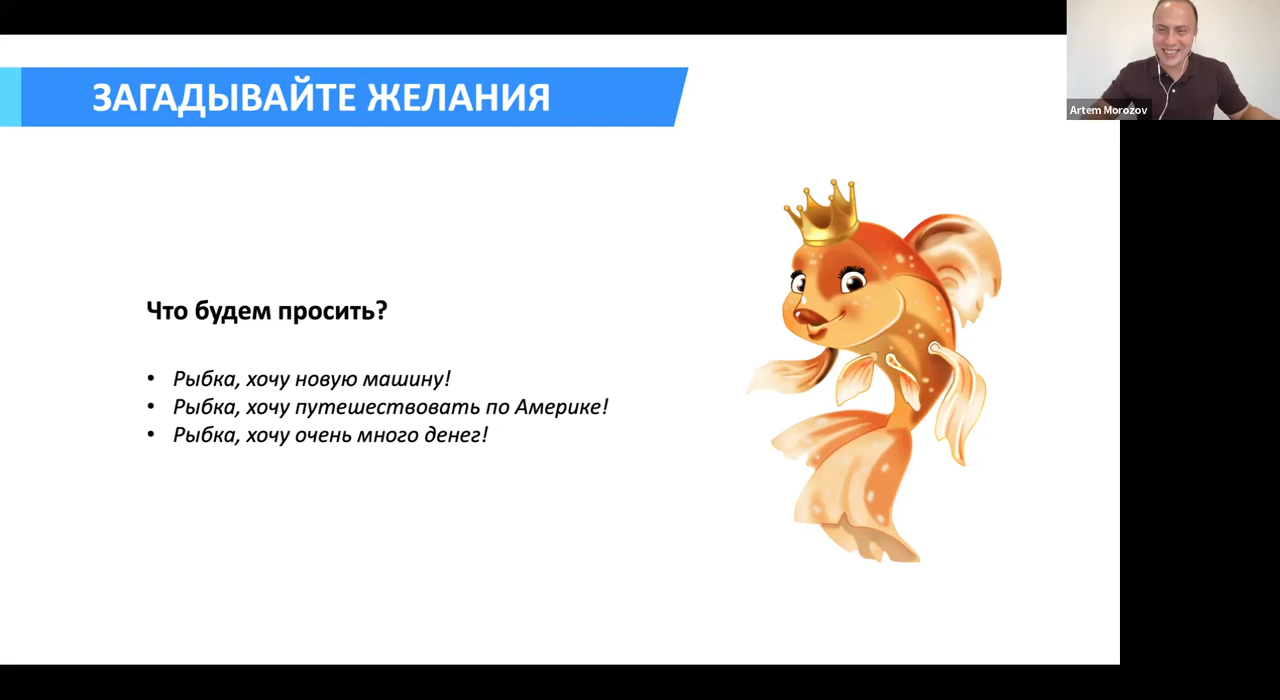 ЗАГАДЫВАЙТЕ ЖЕЛАНИЯ
Artem Morozov
Что будем просить?
• Рыбка, хочу новую машину!
• Рыбка, хочу путешествовать по Америке!
• Рыбка, хочу очень много денег!